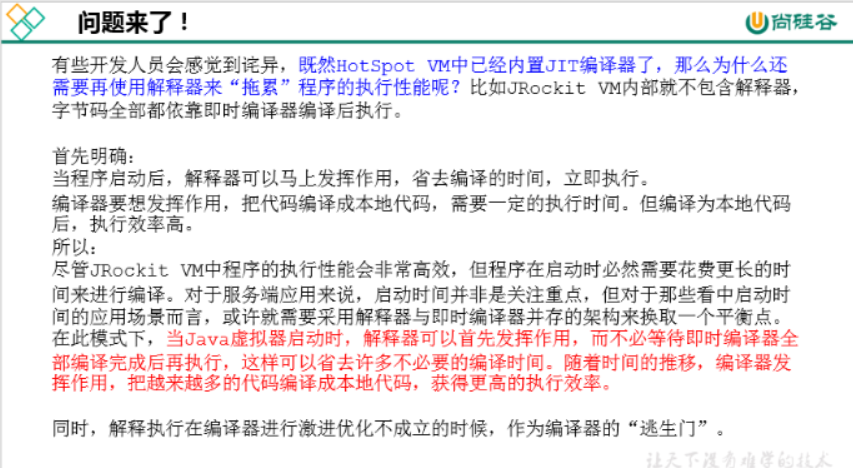 问题来了！
尚硅谷
有些开发人员会感觉到诧异，既然HotSpot VM中已经内置JIT编译器了，那么为什么还
需要再使用解释器来“拖累”程序的执行性能呢？比如JRockit VM内部就不包含解释器，
字节码全部都依靠即时编译器编译后执行。
首先明确：
当程序启动后，解释器可以马上发挥作用，省去编译的时间，立即执行。
编译器要想发挥作用，把代码编译成本地代码，需要一定的执行时间。但编译为本地代码
后，执行效率高。
所以：
尽管JRockit VM中程序的执行性能会非常高效，但程序在启动时必然需要花费更长的时
间来进行编译。对于服务端应用来说，启动时间并非是关注重点，但对于那些看中启动时
间的应用场景而言，或许就需要采用解释器与即时编译器并存的架构来换取一个平衡点。
在此模式下，当Java虚拟器启动时，解释器可以首先发挥作用，而不必等待即时编译器全
部编译完成后再执行，这样可以省去许多不必要的编译时间。随着时间的推移，编译器发
挥作用，把越来越多的代码编译成本地代码，获得更高的执行效率。
同时，解释执行在编译器进行激进优化不成立的时候，作为编译器的“逃生门”。
让天下没有难学的技术